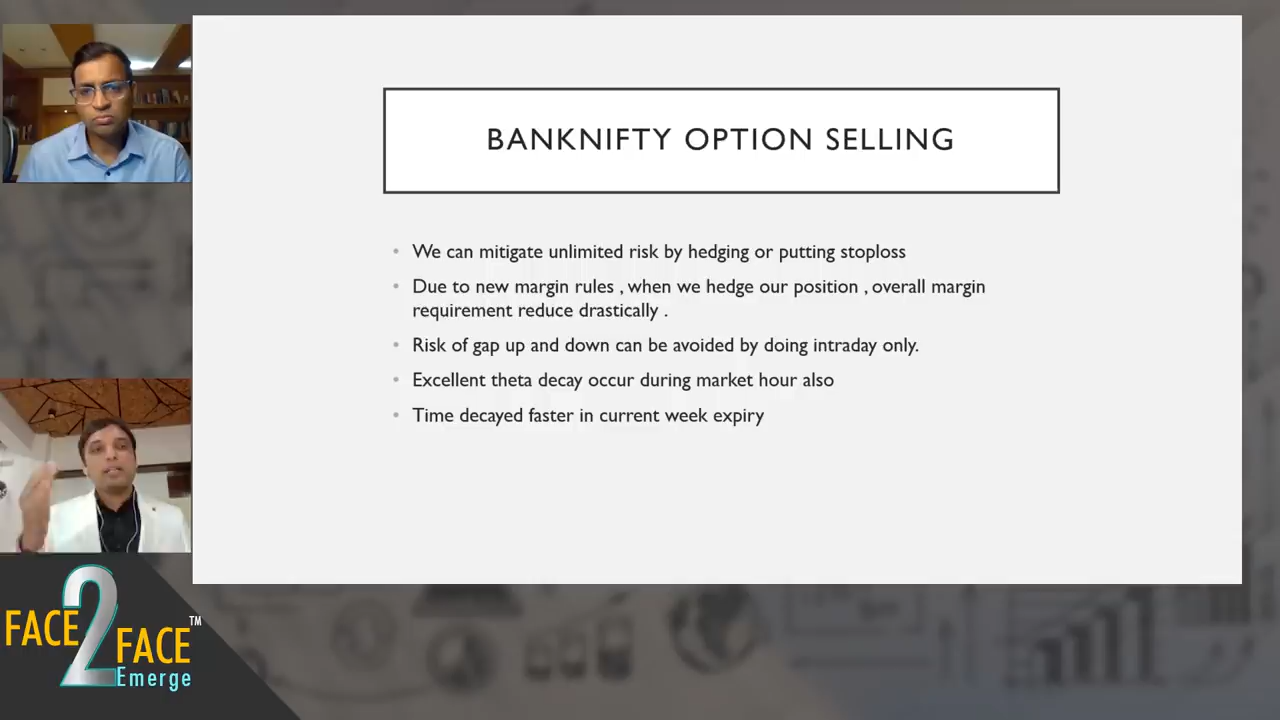 BANKNIFTY OPTION SELLING
• We can mitigate unlimited risk by hedging or putting stoploss
• Due to new margin rules , when we hedge our position , overall margin
requirement reduce drastically .
• Risk of gap up and down can be avoided by doing intraday only.
• Excellent theta decay occur during market hour also
• Time decayed faster in current week expiry
FACE 2 FACE™
Emerge